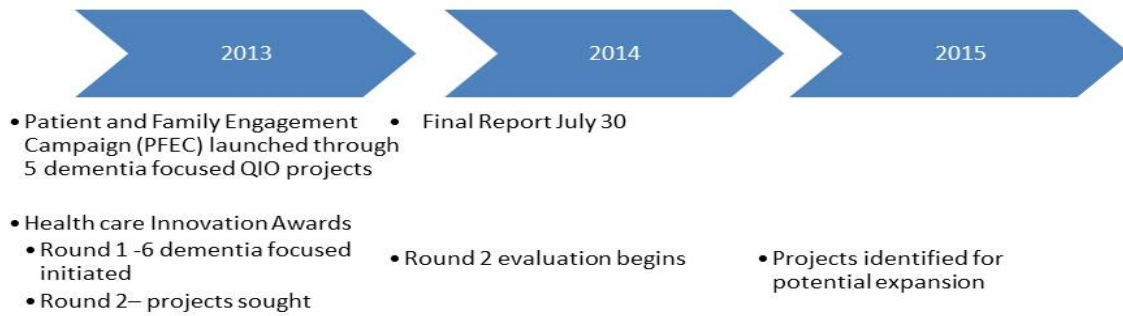 2013
2014
2015
• Patient and Family Engagement
Campaign (PFEC) launched through
5 dementia focused QIO projects
• Final Report July 30
• Health care Innovation Awards
• Round 1 -6 dementia focused
initiated
• Round 2– projects sought
• Round 2 evaluation begins
• Projects identified for
potential expansion